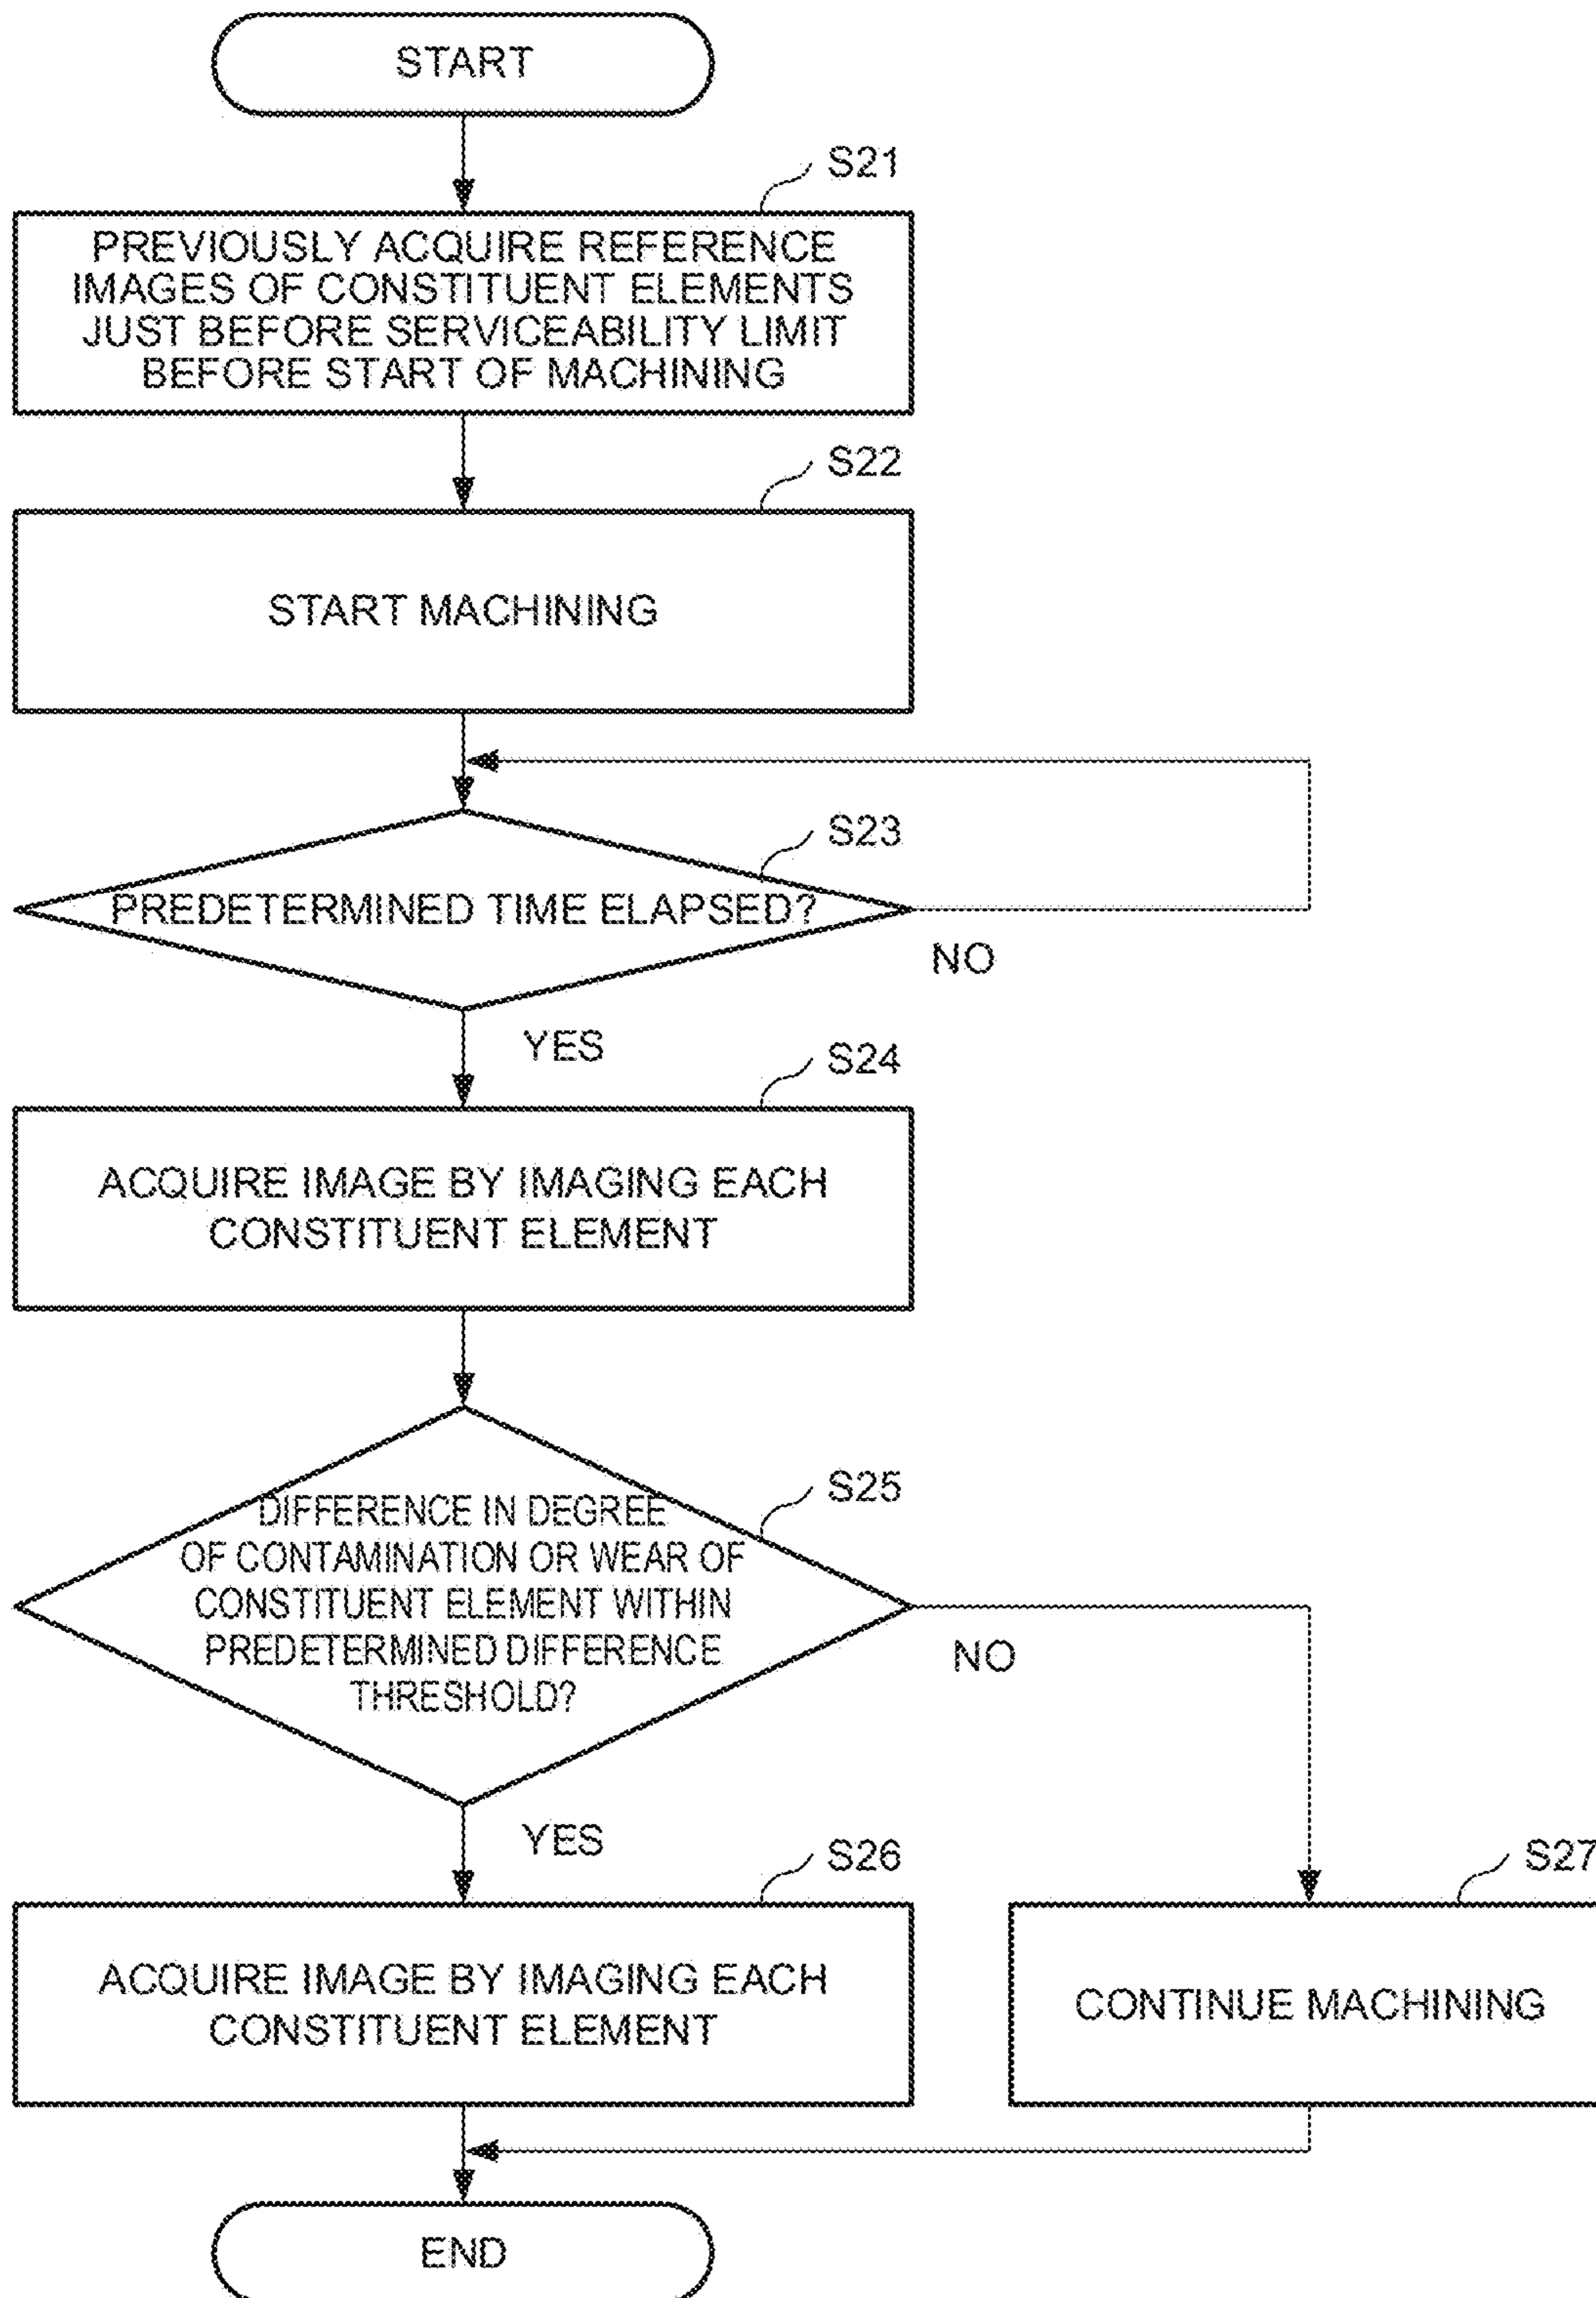 START
S21
PREVIOUSLY ACQUIRE REFERENCE
IMAGES OF CONSTITUENT ELEMENTS
JUST BEFORE SERVICEABILITY LIMIT
BEFORE START OF MACHINING
S22
START MACHINING
S23
PREDETERMINED TIME ELAPSED?
NO
YES
S24
ACQUIRE IMAGE BY IMAGING EACH
CONSTITUENT ELEMENT
S25
DIFFERENCE IN DEGREE
OF CONTAMINATION OR WEAR OF
CONSTITUENT ELEMENT WITHIN
PREDETERMINED DIFFERENCE
THRESHOLD?
NO
YES
S26
S27
ACQUIRE IMAGE BY IMAGING EACH
CONSTITUENT ELEMENT
CONTINUE MACHINING
END